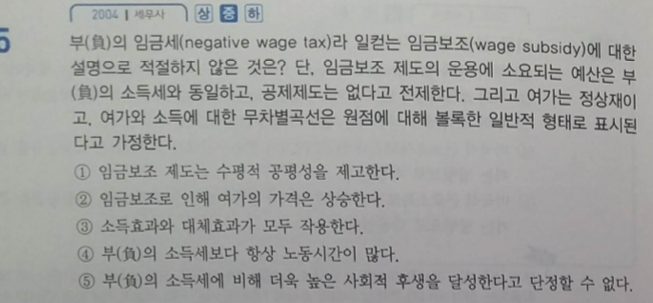 2004 | 세무사 상 중 하
5
부(負)의 임금세(negative wage tax)라 일컫는 임금보조(wage subsidy)에 대한
설명으로 적절하지 않은 것은? 단, 임금보조 제도의 운용에 소요되는 예산은 부
(負)의 소득세와 동일하고, 공제제도는 없다고 전제한다. 그리고 여가는 정상재이
고, 여가와 소득에 대한 무차별곡선은 원점에 대해 볼록한 일반적 형태로 표시된
다고 가정한다.
① 임금보조 제도는 수평적 공평성을 제고한다.
② 임금보조로 인해 여가의 가격은 상승한다.
③ 소득효과와 대체효과가 모두 작용한다.
④ 부(負)의 소득세보다 항상 노동시간이 많다.
⑤ 부(負)의 소득세에 비해 더욱 높은 사회적 후생을 달성한다고 단정할 수 없다.